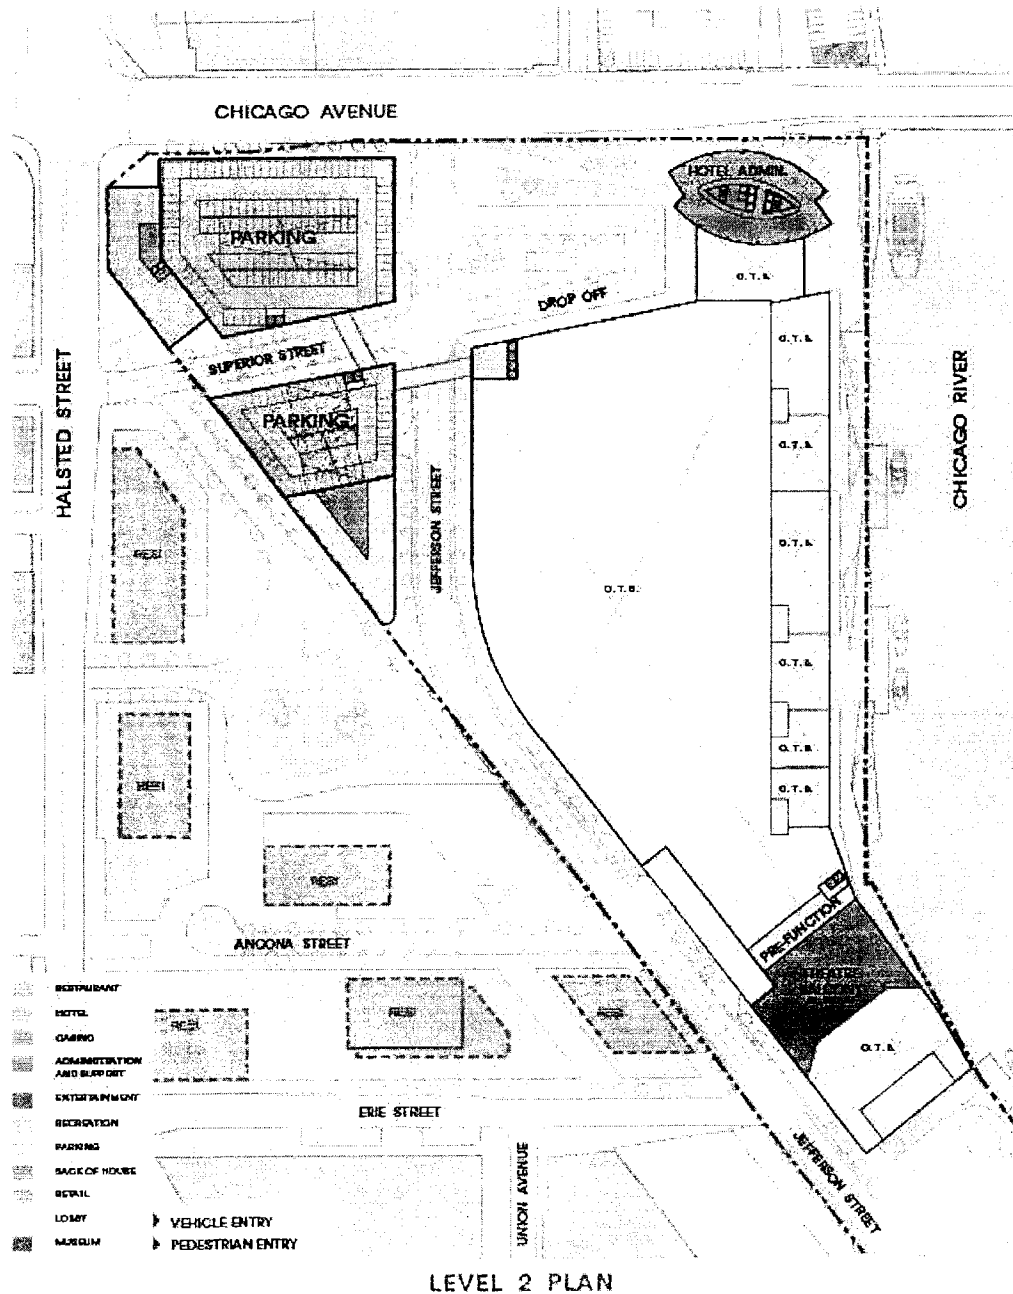 CHICAGO AVENUE
HOTEL ADMIN.
PARKING
O.T.B.
DROP OFF
O.T.B.
SUPERIOR STREET
HALSTED STREET
CHICAGO RIVER
PARKING
O.T.B.
JEFFERSON STREET
O.T.B.
RESI
O.T.B.
O.T.B.
O.T.B.
RESI
O.T.B.
RESI
PRE-FUNCTION
ANCONA STREET
THEATRE
RESTAURANT
HOTEL
RESI
RESI
RESI
CASINO
O.T.B.
ADMINISTRATION
AND SUPPORT
ENTERTAINMENT
ERIE STREET
RECREATION
PARKING
BACK OF HOUSE
JEFFERSON STREET
RETAIL
UNION AVENUE
LOBBY
VEHICLE ENTRY
MUSEUM
PEDESTRIAN ENTRY
LEVEL 2 PLAN